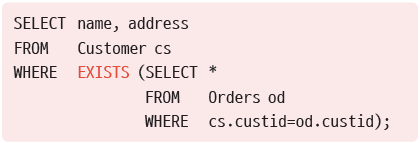 SELECT name, address
FROM Customer cs
WHERE EXISTS (SELECT *
FROM Orders od
WHERE cs.custid=od.custid);